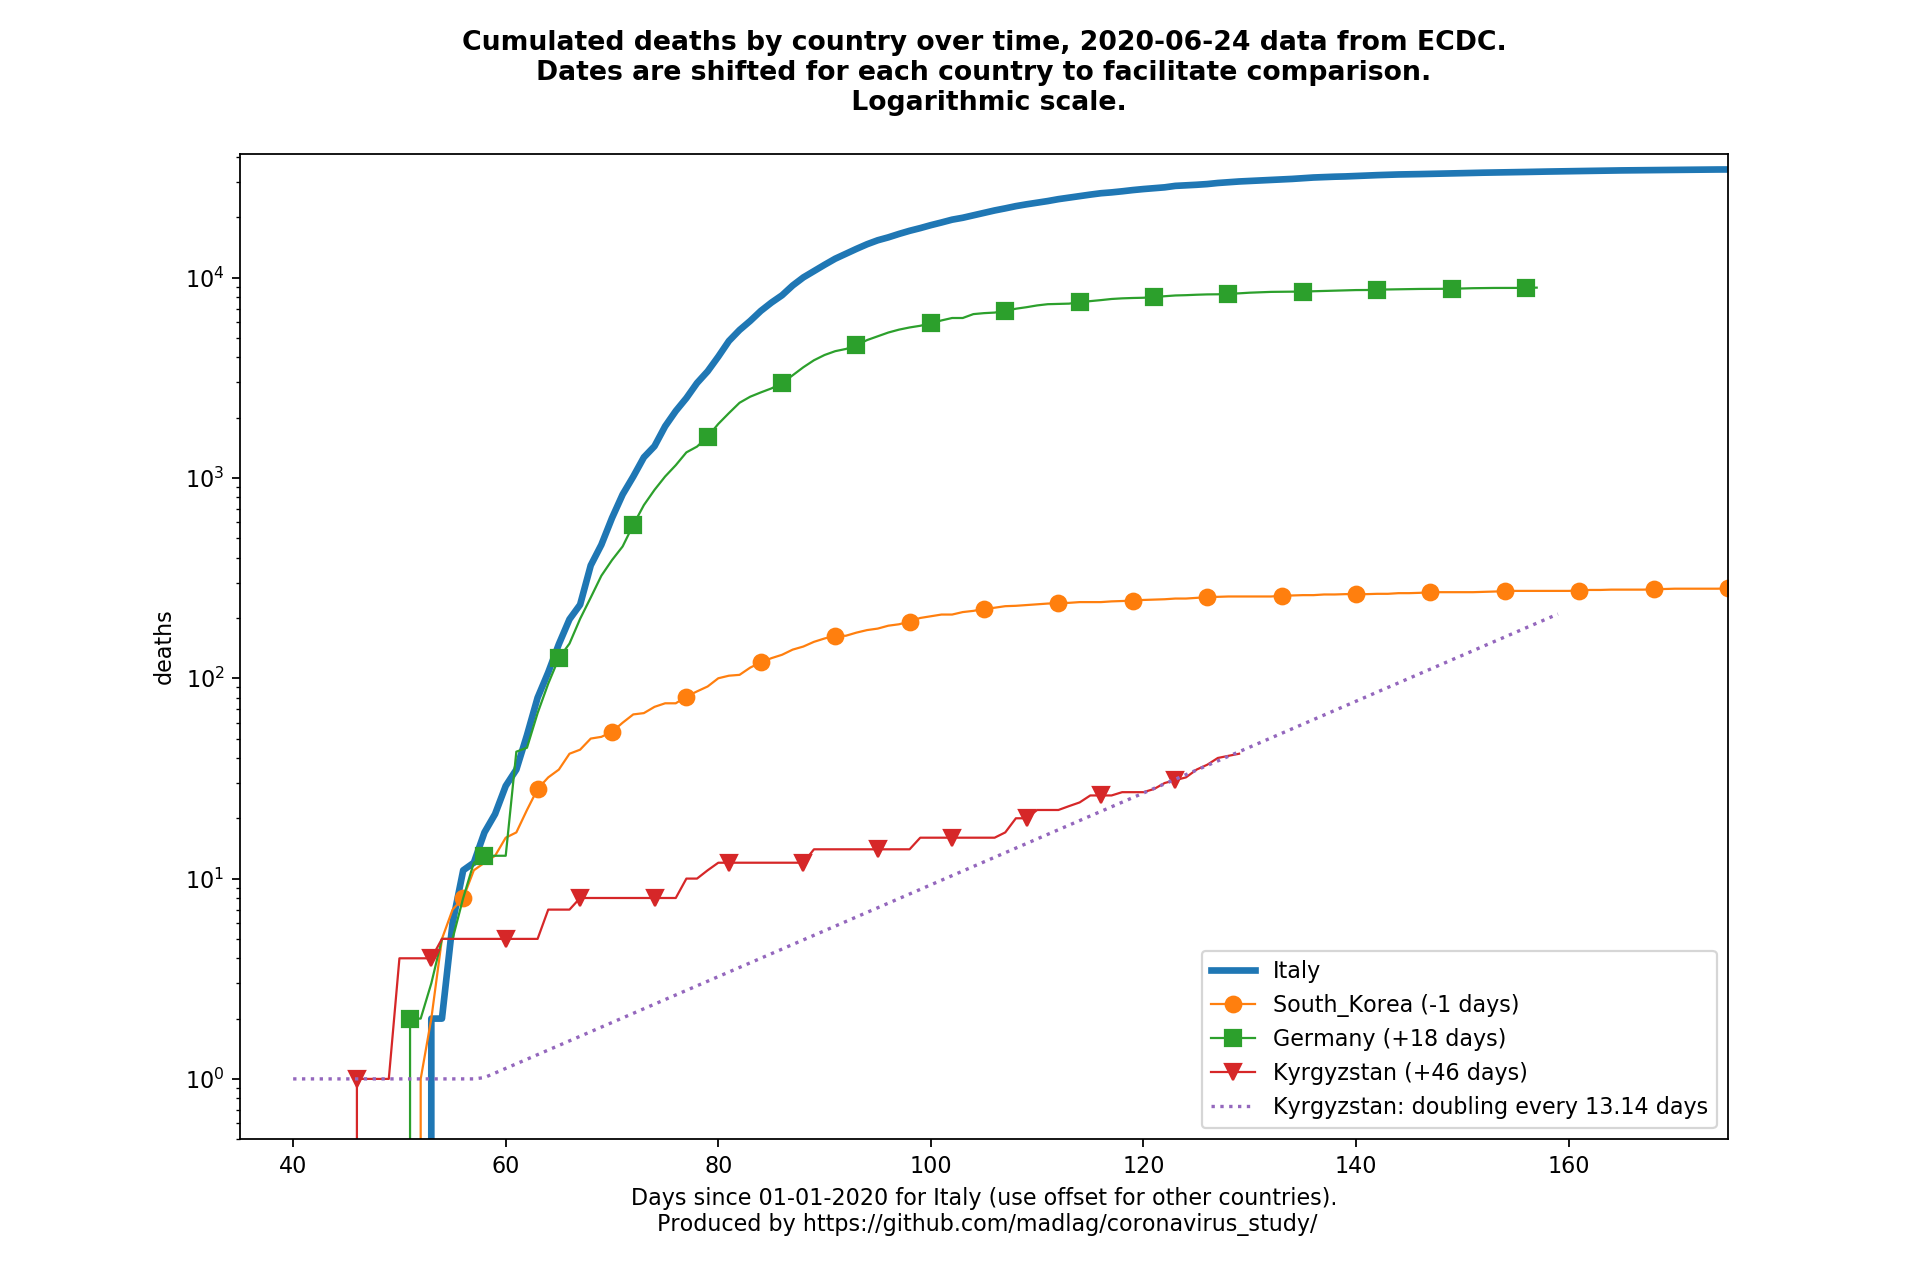 Cumulated deaths by country over time, 2020-06-24 data from ECDC.
Dates are shifted for each country to facilitate comparison.
Logarithmic scale.
10⁴
10³
10²
10¹
10⁰
deaths
Italy
South_Korea (-1 days)
Germany (+18 days)
Kyrgyzstan (+46 days)
Kyrgyzstan: doubling every 13.14 days
40 60 80 100 120 140 160
Days since 01-01-2020 for Italy (use offset for other countries).
Produced by https://github.com/madlag/coronavirus_study/